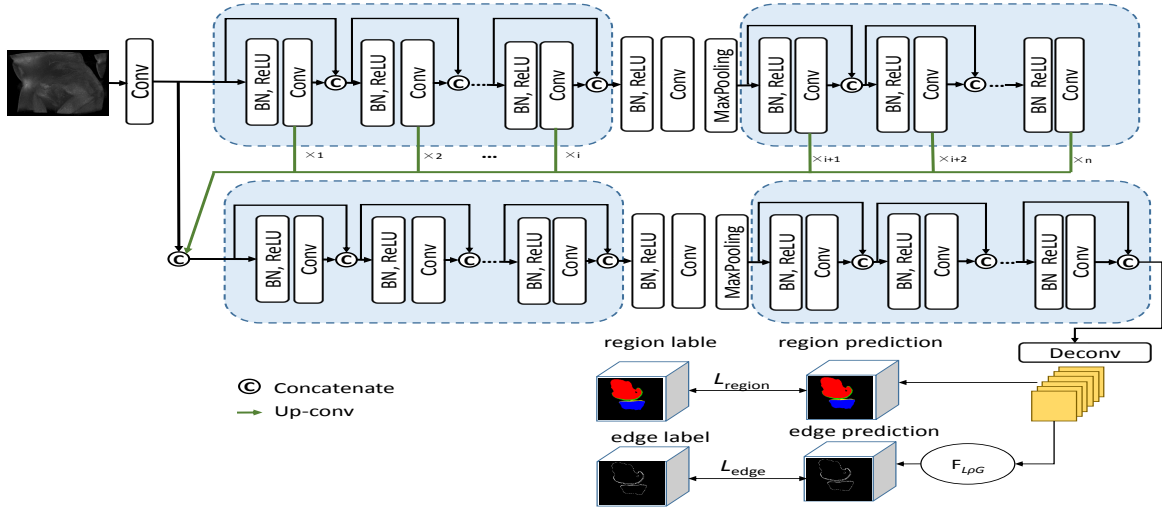 Conv
BN, ReLU
Conv
C
BN, ReLU
Conv
C
BN, ReLU
Conv
C
BN, ReLU
Conv
MaxPooling
BN, ReLU
Conv
C
BN, ReLU
Conv
C
BN ReLU
Conv
×1
×2
...
×i
×i+1
×i+2
×n
C
BN, ReLU
Conv
C
BN, ReLU
Conv
C
BN, ReLU
Conv
C
BN, ReLU
Conv
MaxPooling
BN, ReLU
Conv
C
BN, ReLU
Conv
C
BN, ReLU
Conv
C
Deconv
region lable
region prediction
L region
C Concatenate
Up-conv
edge label
edge prediction
L edge
F LρG